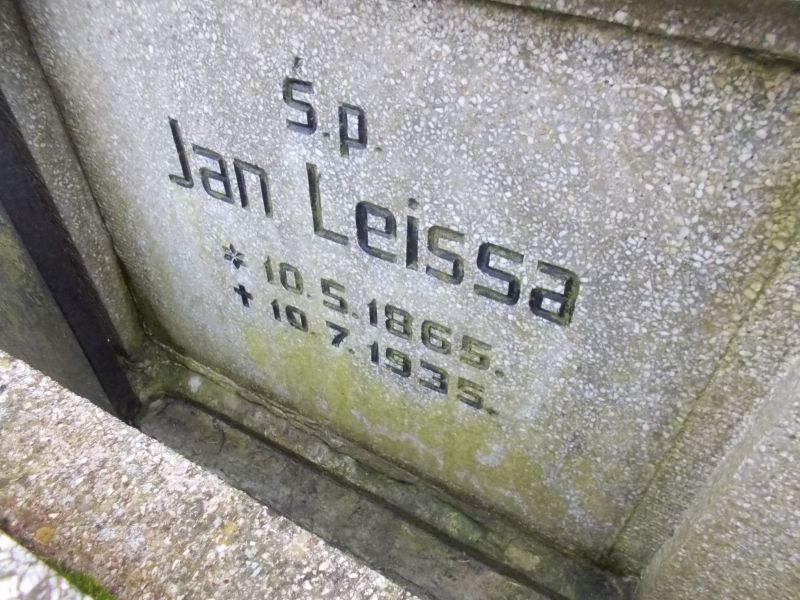 Ś.p.
Jan Leissa
* 10.5.1865.
+ 10.7.1935.